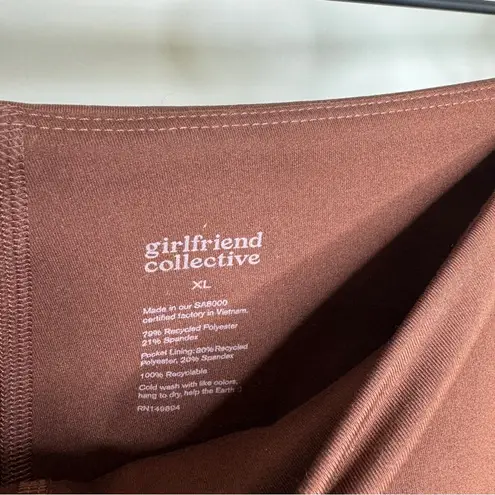 girlfriend
collective
XL
Made in our SA8000
certified factory in Vietnam.
79% Recycled Polyester
21% Spandex
Pocket Lining: 80% Recycled
polyester, 20% Spandex
100% Recyclable
Cold wash with like colors,
hang to dry, help the Earth :)
RN149804